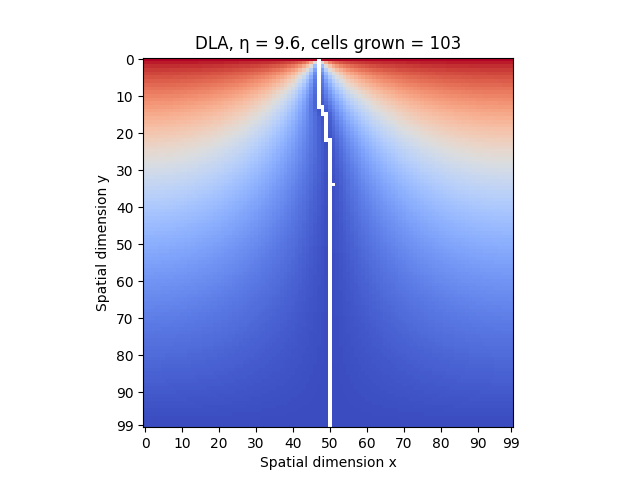 DLA, η = 9.6, cells grown = 103
0
10
20
30
40
50
60
70
80
90
99
Spatial dimension y
0 10 20 30 40 50 60 70 80 90 99
Spatial dimension x